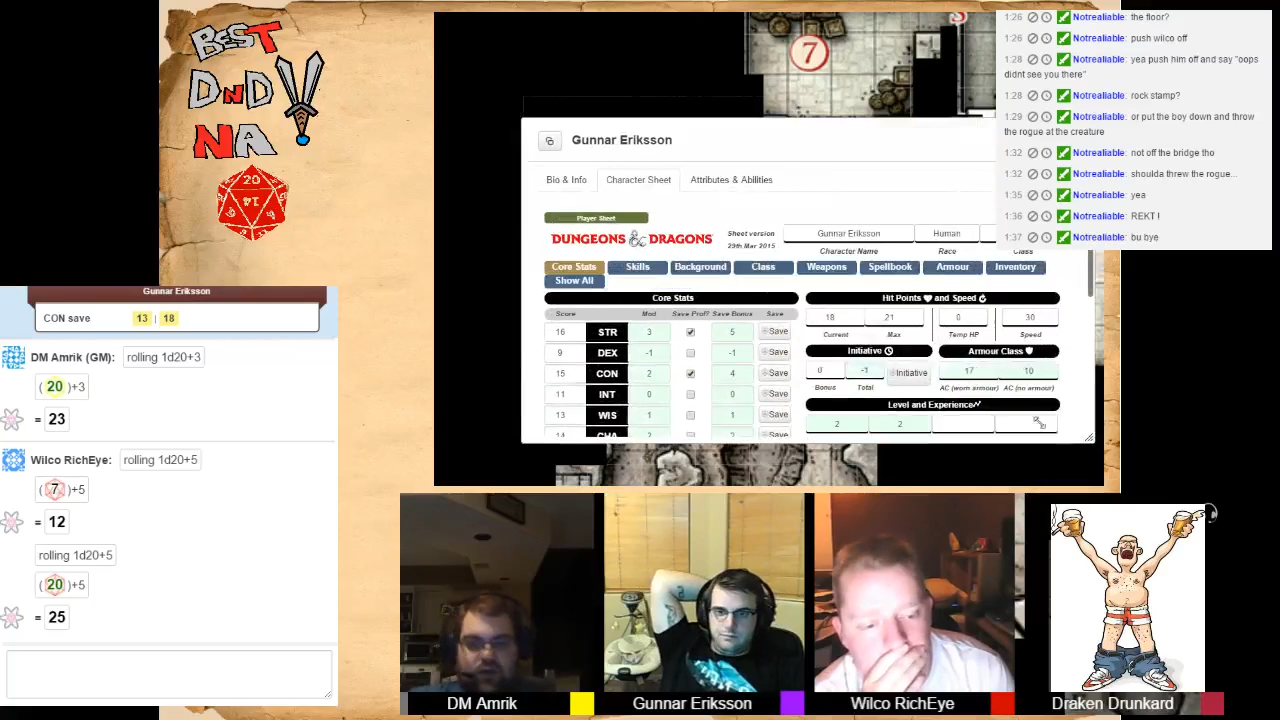 BEST
DND
NA
20
14
9
6
7
1:26 Notrealiable: the floor?
1:26 Notrealiable: push wilco off
1:28 Notrealiable: yea push him off and say "oops
didnt see you there"
1:28 Notrealiable: rock stamp?
1:29 Notrealiable: or put the boy down and throw
the rogue at the creature
1:32 Notrealiable: not off the bridge tho
1:32 Notrealiable: shoulda threw the rogue...
1:35 Notrealiable: yea
1:36 Notrealiable: REKT !
1:37 Notrealiable: bu bye
Gunnar Eriksson
Bio & Info Character Sheet Attributes & Abilities
Player Sheet
DUNGEONS & DRAGONS
Sheet version
29th Mar 2015
Gunnar Eriksson Human
Character Name Race Class
Core Stats Skills Background Class Weapons Spellbook Armour Inventory
Show All
Core Stats
Score Mod Save Prof? Save Bonus Save
16 STR 3 5 Save
9 DEX -1 -1 Save
15 CON 2 4 Save
11 INT 0 0 Save
13 WIS 1 1 Save
14 CHA 2 2 Save
Hit Points and Speed
18 21 0 30
Current Max Temp HP Speed
Initiative Armour Class
0 -1 Initiative 17 10
Bonus Total AC (worn armour) AC (no armour)
Level and Experience
2 2
Gunnar Eriksson
CON save 13 | 18
DM Amrik (GM): rolling 1d20+3
(20)+3
= 23
Wilco RichEye: rolling 1d20+5
(7)+5
= 12
rolling 1d20+5
(20)+5
= 25
DM Amrik
Gunnar Eriksson
Wilco RichEye
Draken Drunkard